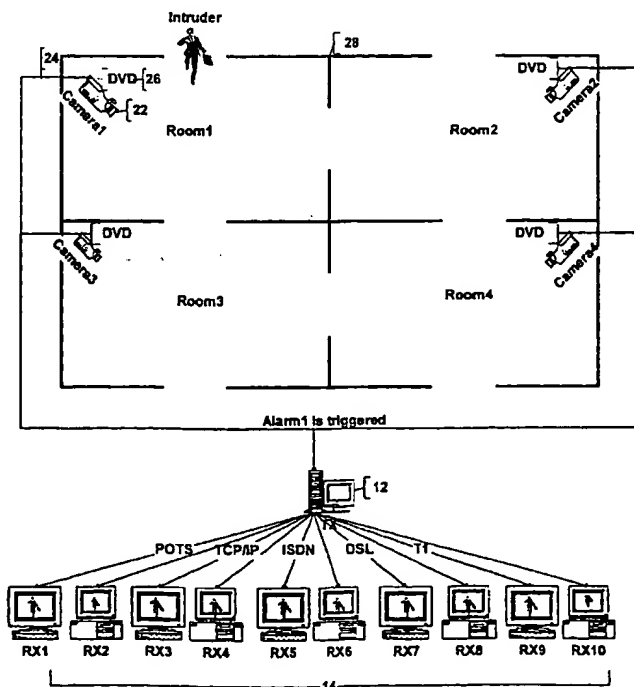 Intruder
24
28
DVD
26
22
Camera1
Room1
DVD
Camera2
Room2
DVD
Camera3
Room3
DVD
Camera4
Room4
Alarm1 is triggered
12
TX
POTS
TCP/IP
ISDN
DSL
T1
RX1
RX2
RX3
RX4
RX5
RX6
RX7
RX8
RX9
RX10
14